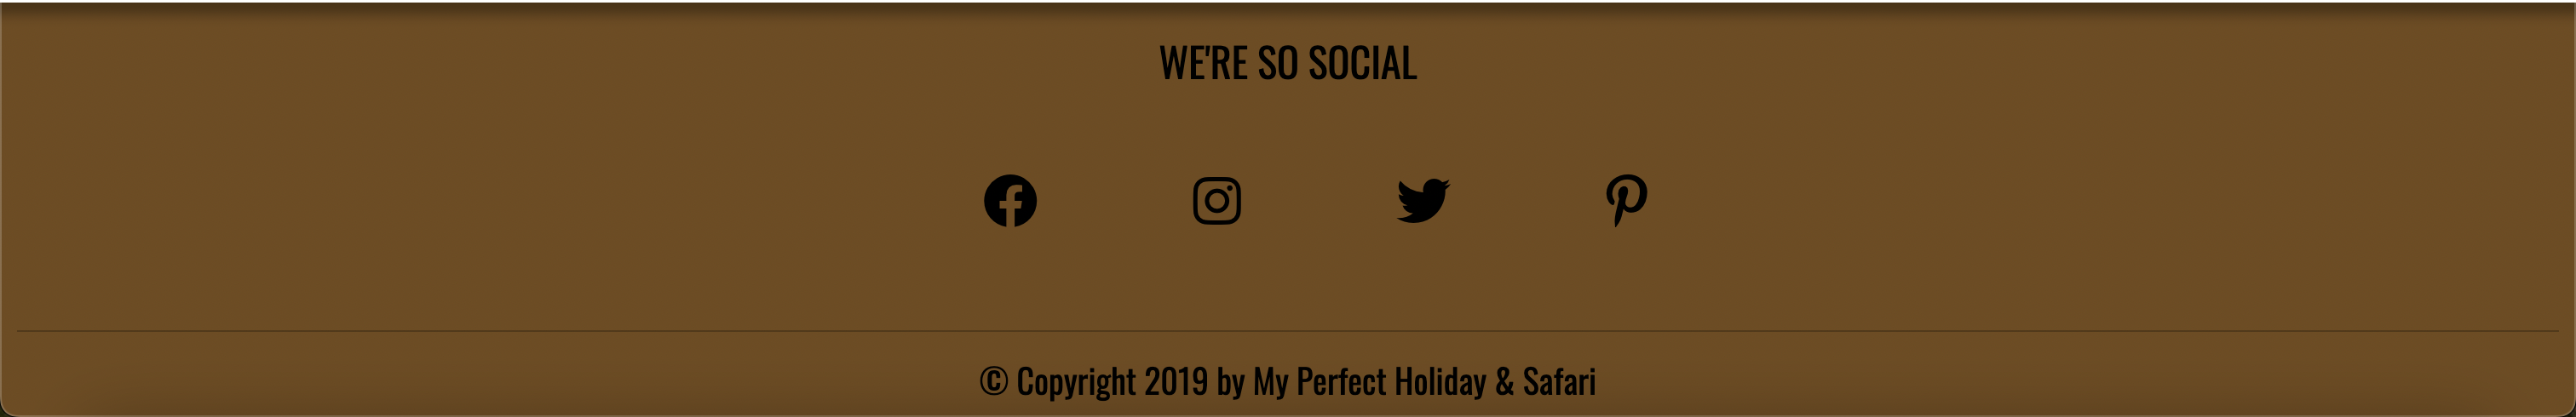 WE'RE SO SOCIAL
© Copyright 2019 by My Perfect Holiday & Safari